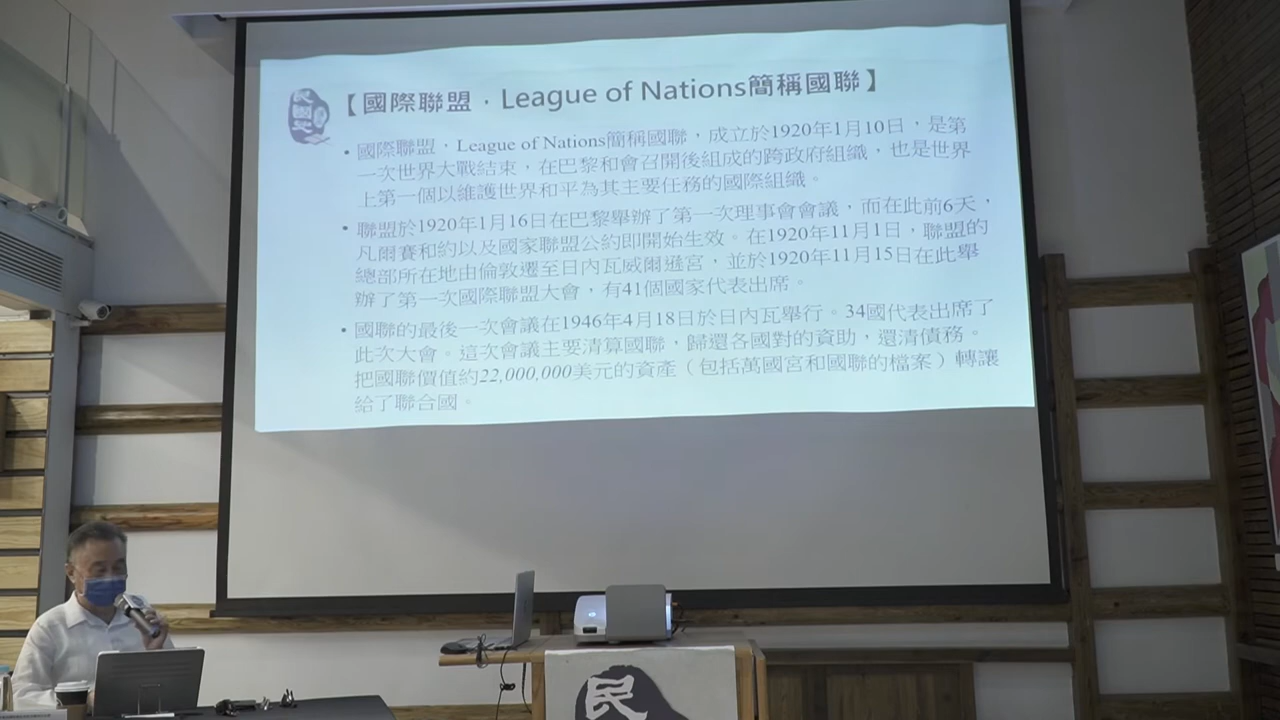 【國際聯盟．League of Nations簡稱國聯】
• 國際聯盟．League of Nations簡稱國聯，成立於1920年1月10日，是第
一次世界大戰結束，在巴黎和會召開後組成的跨政府組織，也是世界
上第一個以維護世界和平為其主要任務的國際組織。
• 聯盟於1920年1月16日在巴黎舉辦了第一次理事會會議，而在此前6天，
凡爾賽和約以及國家聯盟公約即開始生效。在1920年11月1日，聯盟的
總部所在地由倫敦遷至日內瓦威爾遜宮，並於1920年11月15日在此舉
辦了第一次國際聯盟大會，有41個國家代表出席。
• 國聯的最後一次會議在1946年4月18日於日內瓦舉行。34國代表出席了
此次大會。這次會議主要清算國聯，歸還各國對的資助，還清債務。
把國聯價值約22,000,000美元的資產（包括萬國宮和國聯的檔案）轉讓
給了聯合國。
民